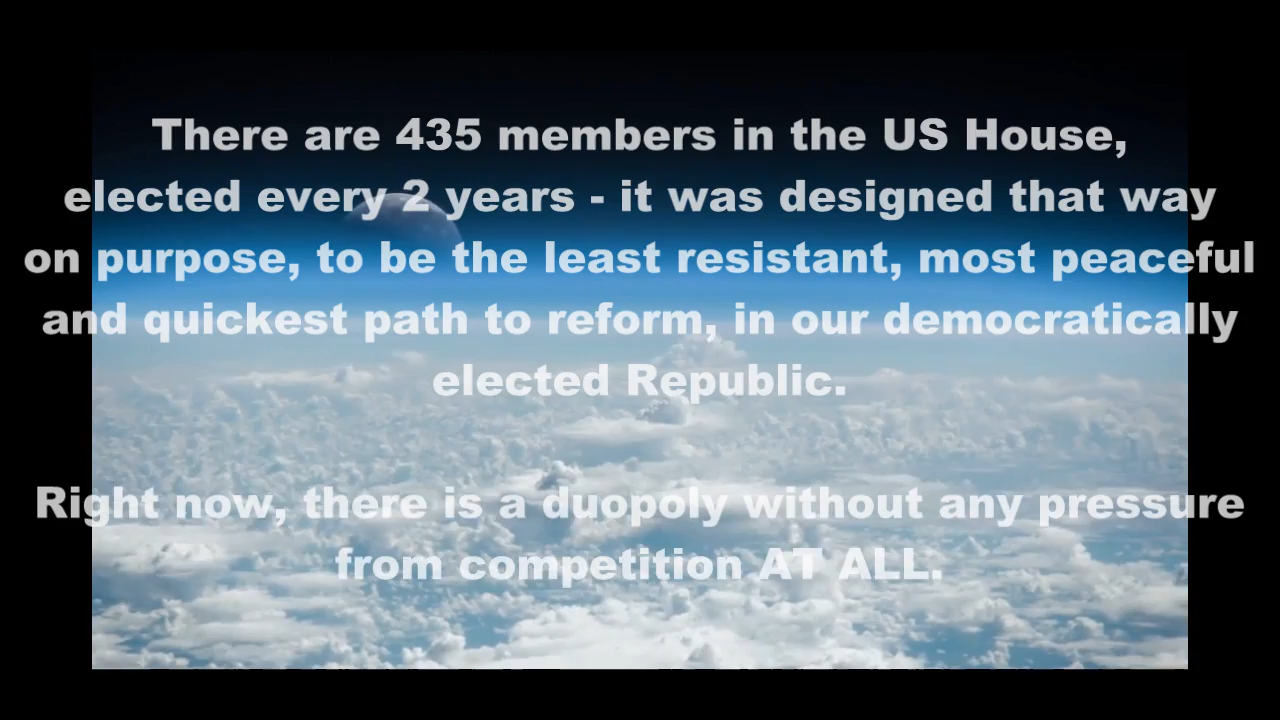 There are 435 members in the US House,
elected every 2 years - it was designed that way
on purpose, to be the least resistant, most peaceful
and quickest path to reform, in our democratically
elected Republic.
Right now, there is a duopoly without any pressure
from competition AT ALL.